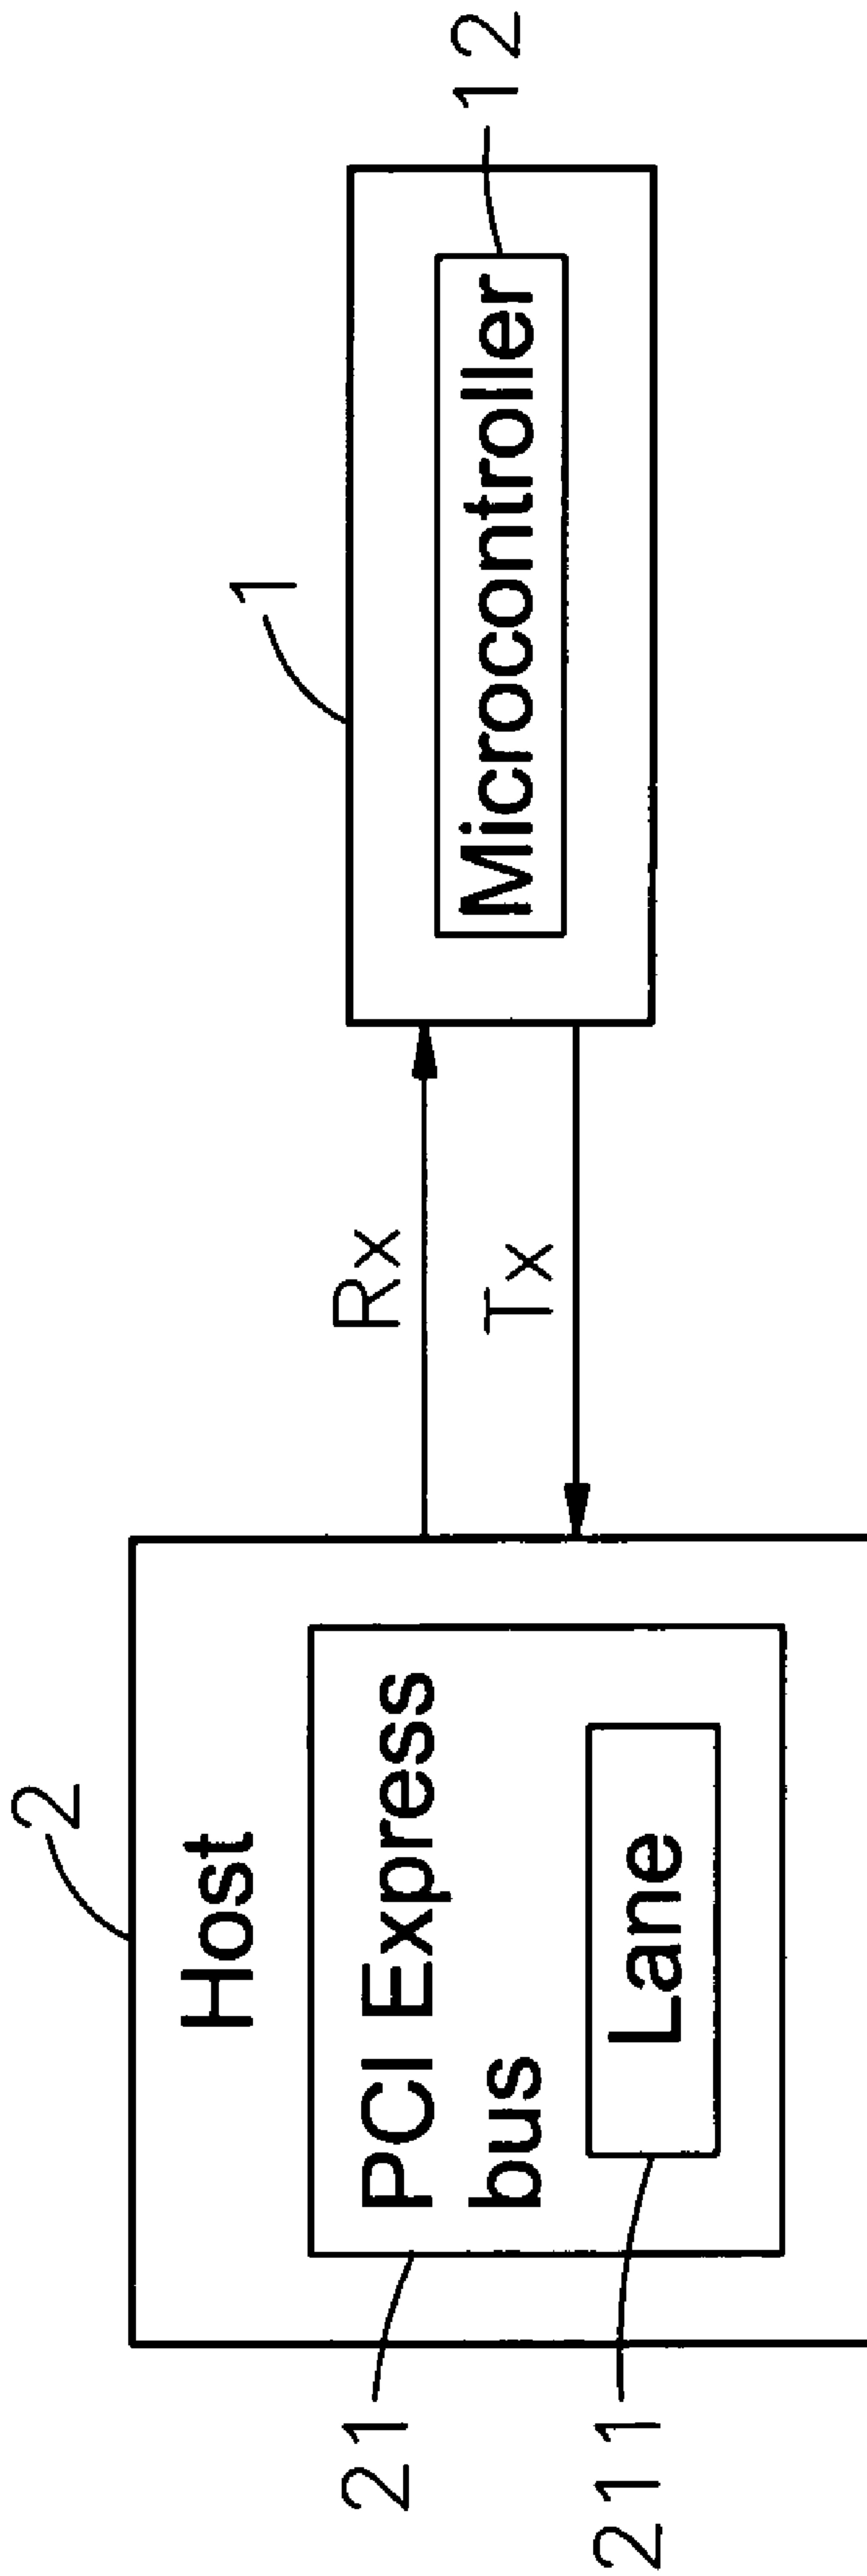 2
Host
21
PCI Express
bus
211
Lane
Rx
Tx
1
Microcontroller
12